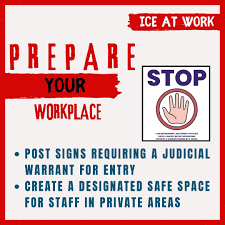 ICE AT WORK
PREPARE
YOUR
WORKPLACE
STOP
• POST SIGNS REQUIRING A JUDICIAL
WARRANT FOR ENTRY
• CREATE A DESIGNATED SAFE SPACE
FOR STAFF IN PRIVATE AREAS